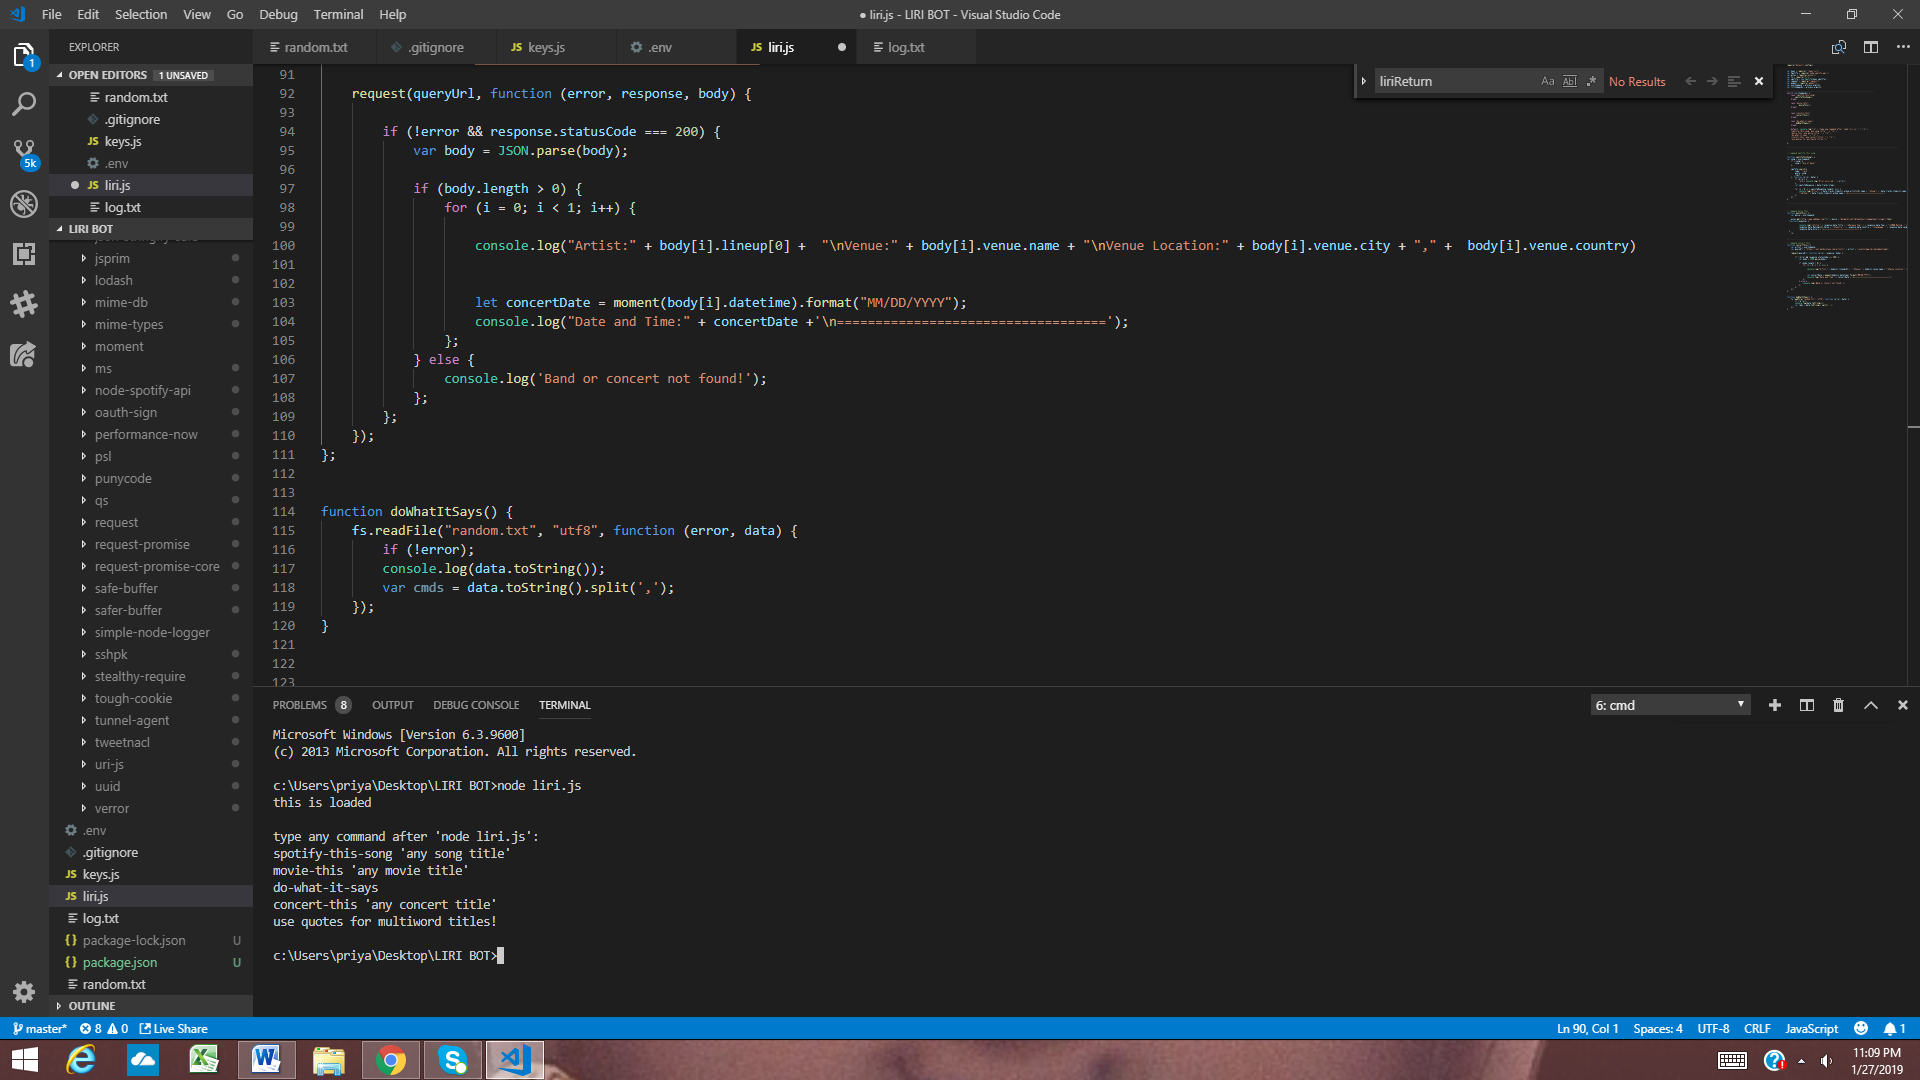 File Edit Selection View Go Debug Terminal Help
● liri.js - LIRI BOT - Visual Studio Code
EXPLORER
random.txt .gitignore JS keys.js .env JS liri.js log.txt
OPEN EDITORS 1 UNSAVED
random.txt
.gitignore
JS keys.js
.env
JS liri.js
log.txt
LIRI BOT
jsprim
lodash
mime-db
mime-types
moment
ms
node-spotify-api
oauth-sign
performance-now
psl
punycode
qs
request
request-promise
request-promise-core
safe-buffer
safer-buffer
simple-node-logger
sshpk
stealthy-require
tough-cookie
tunnel-agent
tweetnacl
uri-js
uuid
verror
.env
.gitignore
JS keys.js
JS liri.js
log.txt
{} package-lock.json U
{} package.json U
random.txt
OUTLINE
1
5k
liriReturn Aa Abl .* No Results
91
92 request(queryUrl, function (error, response, body) {
93
94 if (!error && response.statusCode === 200) {
95 var body = JSON.parse(body);
96
97 if (body.length > 0) {
98 for (i = 0; i < 1; i++) {
99
100 console.log("Artist:" + body[i].lineup[0] + "\nVenue:" + body[i].venue.name + "\nVenue Location:" + body[i].venue.city + "," + body[i].venue.country)
101
102
103 let concertDate = moment(body[i].datetime).format("MM/DD/YYYY");
104 console.log("Date and Time:" + concertDate +'\n===================================');
105 };
106 } else {
107 console.log('Band or concert not found!');
108 };
109 };
110 });
111 };
112
113
114 function doWhatItSays() {
115 fs.readFile("random.txt", "utf8", function (error, data) {
116 if (!error);
117 console.log(data.toString());
118 var cmds = data.toString().split(',');
119 });
120 }
121
122
123
PROBLEMS 8 OUTPUT DEBUG CONSOLE TERMINAL
6: cmd
Microsoft Windows [Version 6.3.9600]
(c) 2013 Microsoft Corporation. All rights reserved.
c:\Users\priya\Desktop\LIRI BOT>node liri.js
this is loaded
type any command after 'node liri.js':
spotify-this-song 'any song title'
movie-this 'any movie title'
do-what-it-says
concert-this 'any concert title'
use quotes for multiword titles!
c:\Users\priya\Desktop\LIRI BOT>
master* 8 0 Live Share
Ln 90, Col 1 Spaces: 4 UTF-8 CRLF JavaScript 1
11:09 PM
1/27/2019